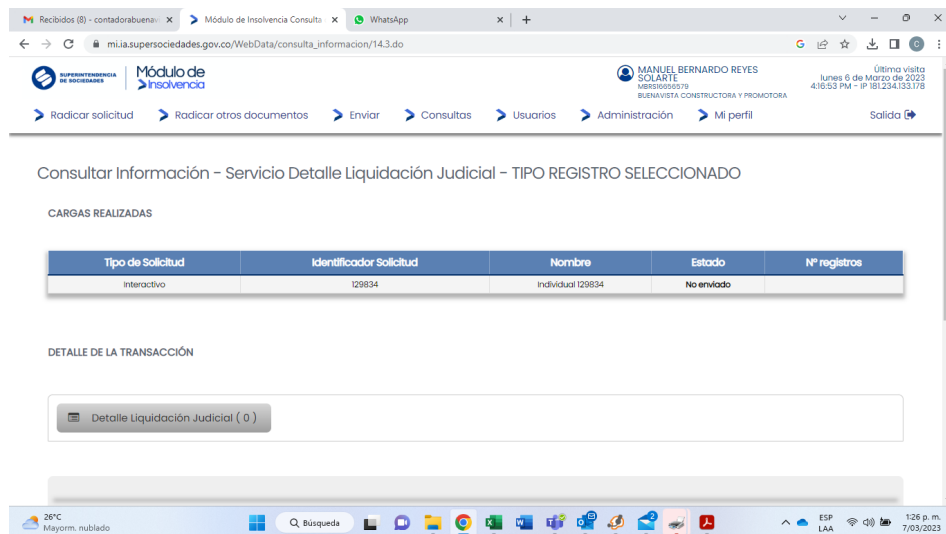 Recibidos (8) - contadorabuenavi
Módulo de Insolvencia Consulta
WhatsApp
mi.ia.supersociedades.gov.co/WebData/consulta_informacion/14.3.do
SUPERINTENDENCIA
DE SOCIEDADES
Módulo de
Insolvencia
MANUEL BERNARDO REYES
SOLARTE
MBRS16656579
BUENAVISTA CONSTRUCTORA Y PROMOTORA
Última visita
lunes 6 de Marzo de 2023
4:16:53 PM - IP 181.234.133.178
Radicar solicitud Radicar otros documentos Enviar Consultas Usuarios Administración Mi perfil Salida
Consultar Información - Servicio Detalle Liquidación Judicial - TIPO REGISTRO SELECCIONADO
CARGAS REALIZADAS
Tipo de Solicitud Identificador Solicitud Nombre Estado Nº registros
Interactivo 129834 Individual 129834 No enviado
DETALLE DE LA TRANSACCIÓN
Detalle Liquidación Judicial ( 0 )
26°C
Mayorm. nublado
Búsqueda
ESP
LAA
1:26 p. m.
7/03/2023